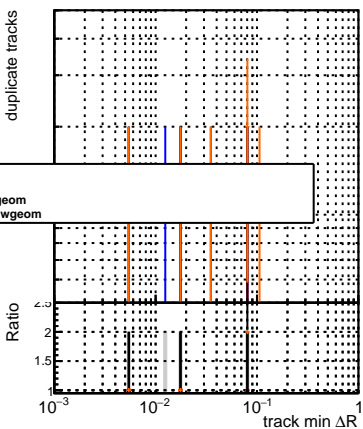 duplicate tracks
geom
wgeom
Ratio
2.5
2
1.5
1
10⁻³ 10⁻² 10⁻¹ 1
track min ΔR